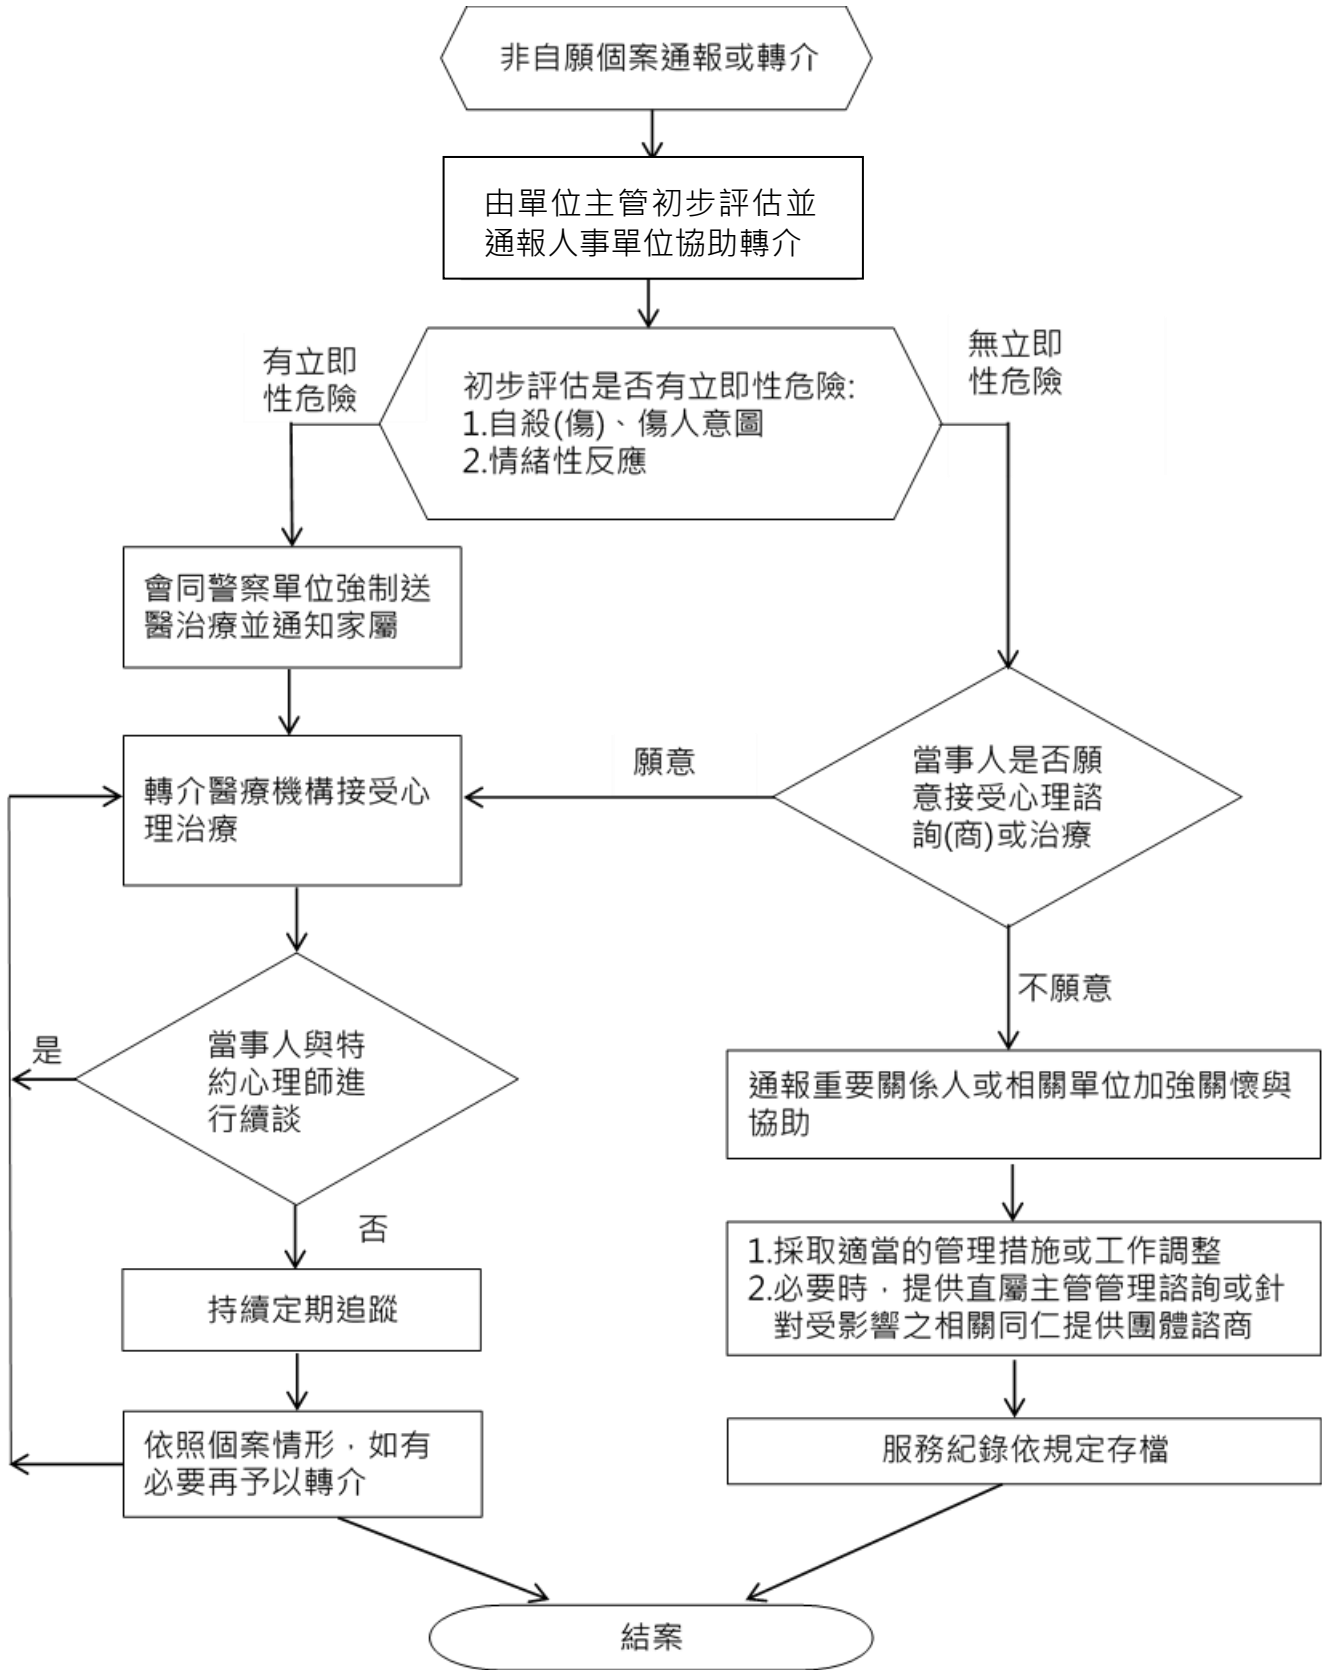 非自願個案通報或轉介
由單位主管初步評估並
通報人事單位協助轉介
有立即
性危險
無立即
性危險
初步評估是否有立即性危險:
1.自殺(傷)、傷人意圖
2.情緒性反應
會同警察單位強制送
醫治療並通知家屬
轉介醫療機構接受心
理治療
願意
當事人是否願
意接受心理諮
詢(商)或治療
不願意
是
當事人與特
約心理師進
行續談
否
通報重要關係人或相關單位加強關懷與
協助
持續定期追蹤
1.採取適當的管理措施或工作調整
2.必要時，提供直屬主管管理諮詢或針
對受影響之相關同仁提供團體諮商
依照個案情形，如有
必要再予以轉介
服務紀錄依規定存檔
結案